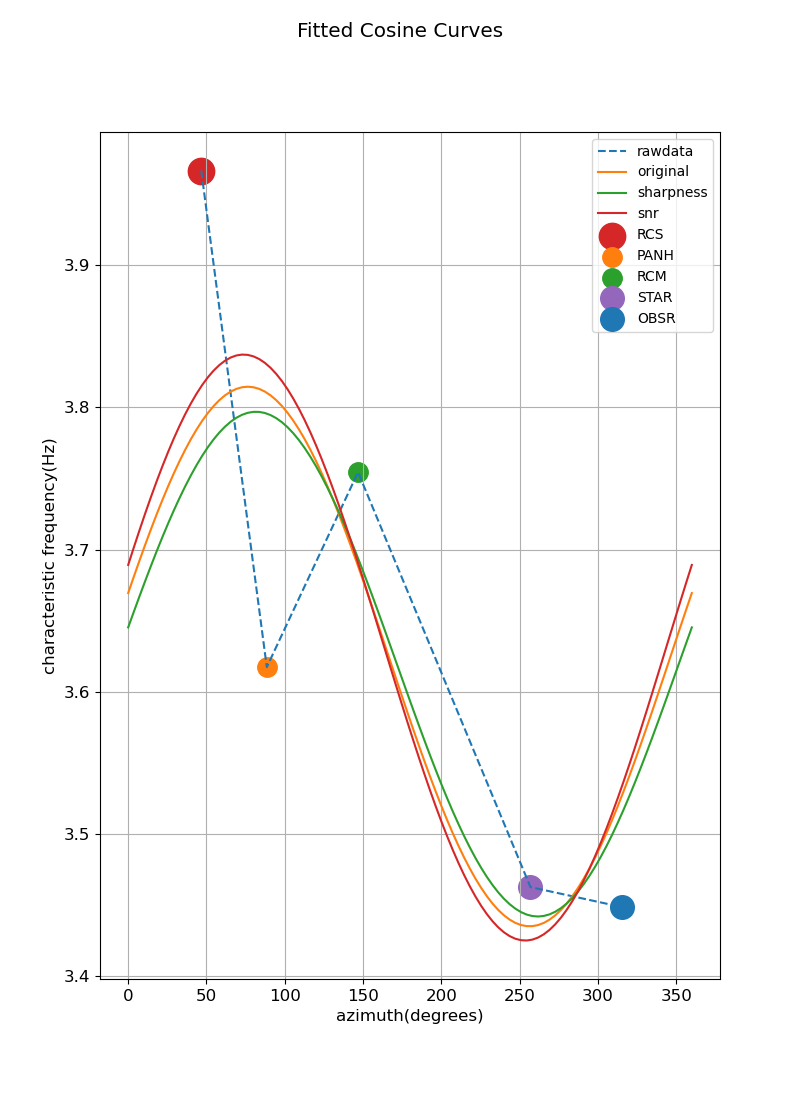 Fitted Cosine Curves
rawdata
original
sharpness
snr
RCS
PANH
RCM
STAR
OBSR
characteristic frequency(Hz)
3.9
3.8
3.7
3.6
3.5
3.4
0 50 100 150 200 250 300 350
azimuth(degrees)